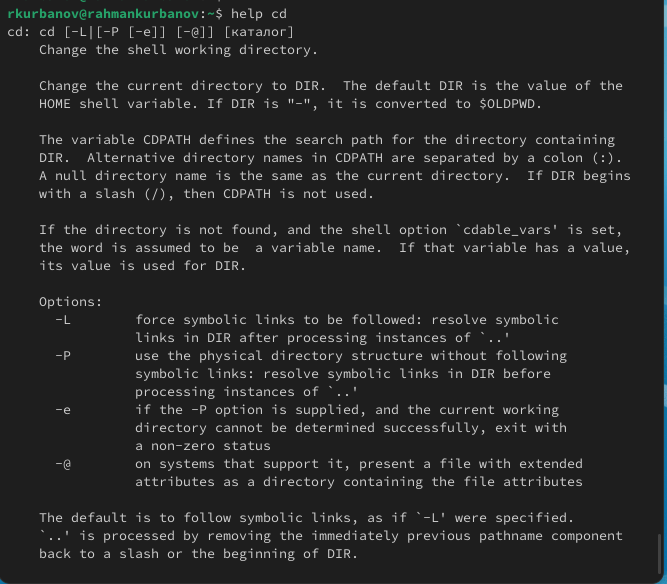 rkurbanov@rahmankurbanov:~$ help cd
cd: cd [-L|[-P [-e]] [-@]] [каталог]
Change the shell working directory.
Change the current directory to DIR.  The default DIR is the value of the
HOME shell variable. If DIR is "-", it is converted to $OLDPWD.
The variable CDPATH defines the search path for the directory containing
DIR.  Alternative directory names in CDPATH are separated by a colon (:).
A null directory name is the same as the current directory.  If DIR begins
with a slash (/), then CDPATH is not used.
If the directory is not found, and the shell option `cdable_vars' is set,
the word is assumed to be  a variable name.  If that variable has a value,
its value is used for DIR.
Options:
-L        force symbolic links to be followed: resolve symbolic
links in DIR after processing instances of `..'
-P        use the physical directory structure without following
symbolic links: resolve symbolic links in DIR before
processing instances of `..'
-e        if the -P option is supplied, and the current working
directory cannot be determined successfully, exit with
a non-zero status
-@        on systems that support it, present a file with extended
attributes as a directory containing the file attributes
The default is to follow symbolic links, as if `-L' were specified.
`..' is processed by removing the immediately previous pathname component
back to a slash or the beginning of DIR.